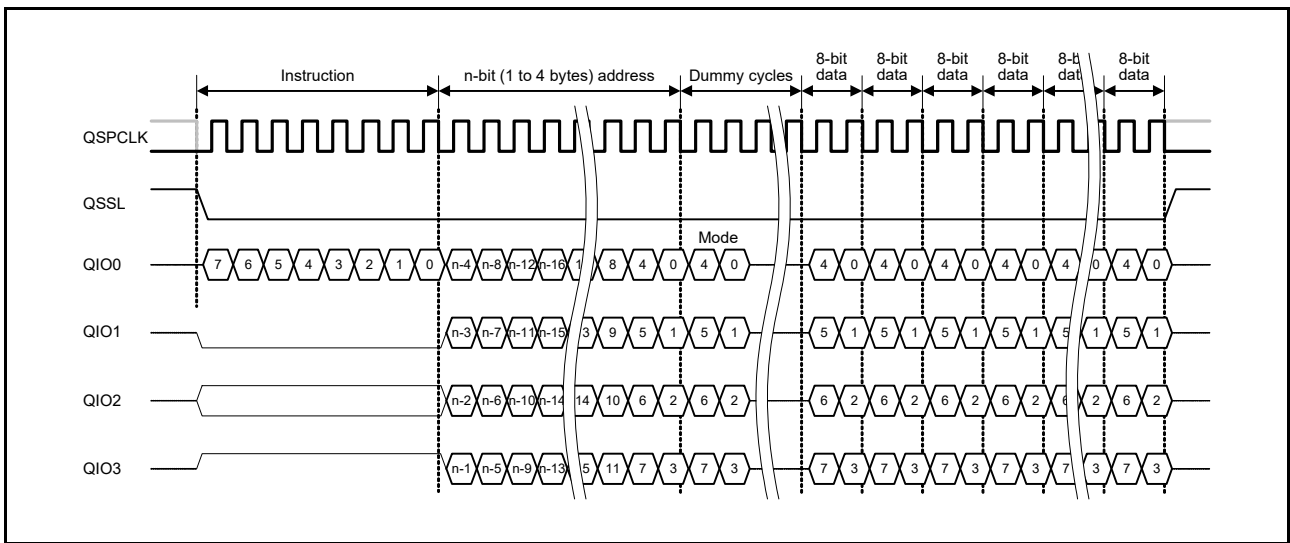 8-bit 8-bit 8-bit 8-bit 8-b 8-bit
Instruction n-bit (1 to 4 bytes) address Dummy cycles data data data data dat data
QSPCLK
QSSL
Mode
QIO0 7 6 5 4 3 2 1 0 n-4 n-8 n-12 n-16 1 8 4 0 4 0 4 0 4 0 4 0 4 0 4 0 4 0
QIO1 n-3 n-7 n-11 n-15 3 9 5 1 5 1 5 1 5 1 5 1 5 1 5 1 5 1
QIO2 n-2 n-6 n-10 n-14 14 10 6 2 6 2 6 2 6 2 6 2 6 2 6 2 6 2
QIO3 n-1 n-5 n-9 n-13 5 11 7 3 7 3 7 3 7 3 7 3 7 3 7 3 7 3